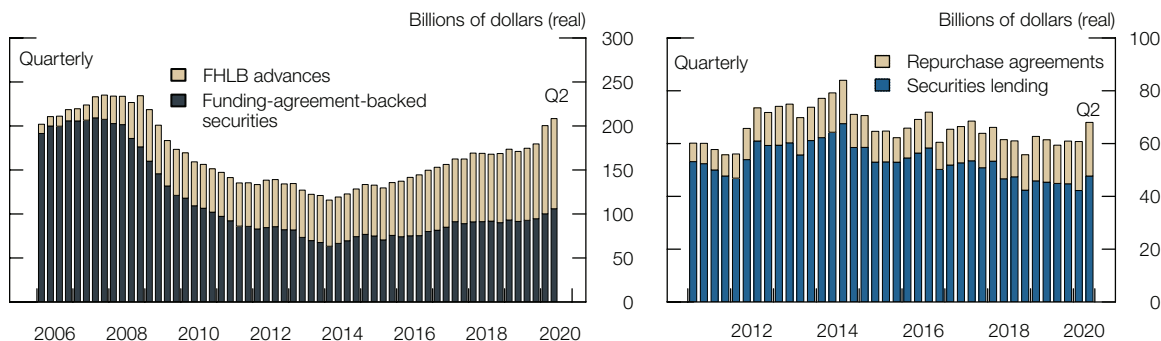 Billions of dollars (real)
300
Quarterly
FHLB advances
Funding-agreement-backed
securities
Q2
250
200
150
100
50
0
2006 2008 2010 2012 2014 2016 2018 2020
Billions of dollars (real)
100
Quarterly
Repurchase agreements
Securities lending
Q2
80
60
40
20
0
2012 2014 2016 2018 2020